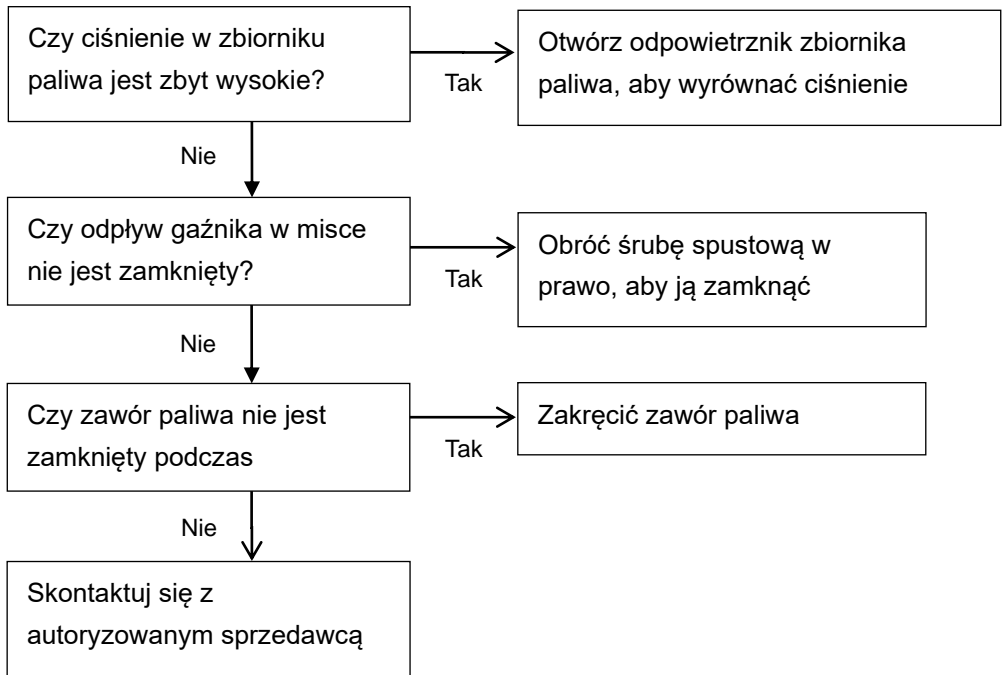 Czy ciśnienie w zbiorniku
paliwa jest zbyt wysokie?
Tak
Otwórz odpowietrznik zbiornika
paliwa, aby wyrównać ciśnienie
Nie
Czy odpływ gaźnika w misce
nie jest zamknięty?
Tak
Obróć śrubę spustową w
prawo, aby ją zamknąć
Nie
Czy zawór paliwa nie jest
zamknięty podczas
Tak
Zakręcić zawór paliwa
Nie
Skontaktuj się z
autoryzowanym sprzedawcą